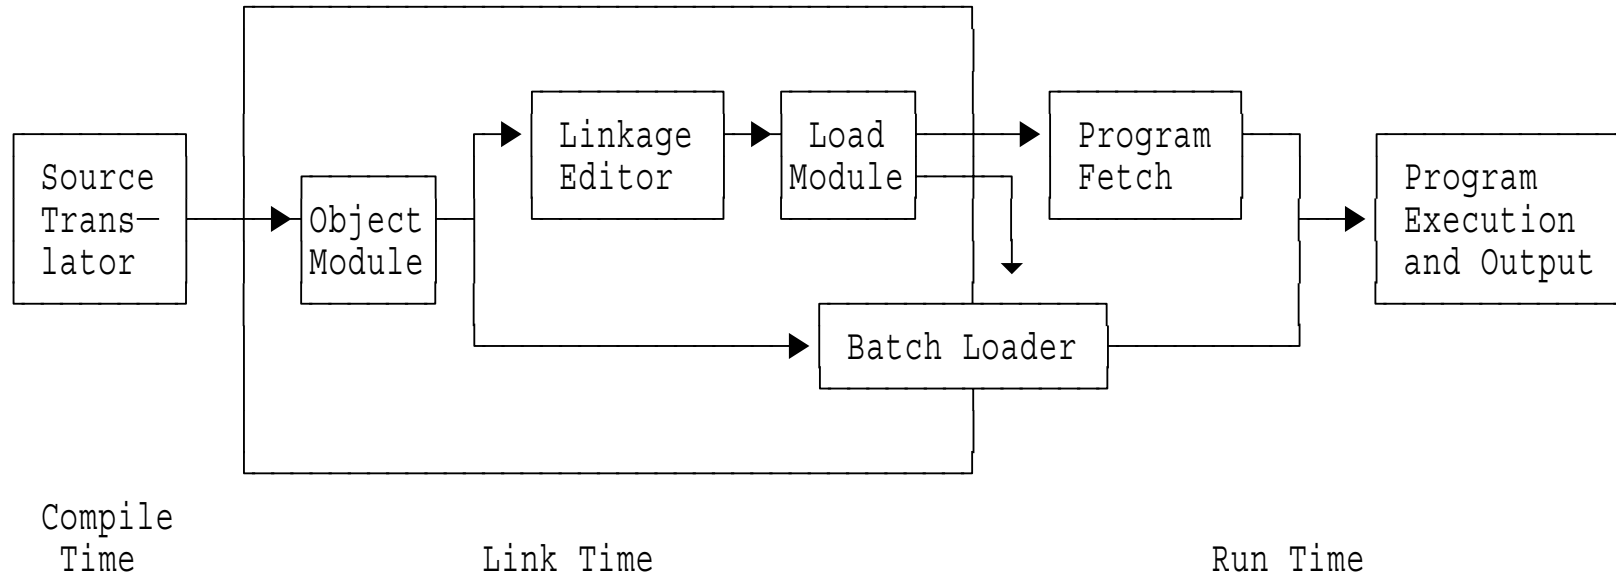 Source
Trans-
lator
Object
Module
Linkage
Editor
Load
Module
Program
Fetch
Batch Loader
Program
Execution
and Output
Compile
Time
Link Time
Run Time